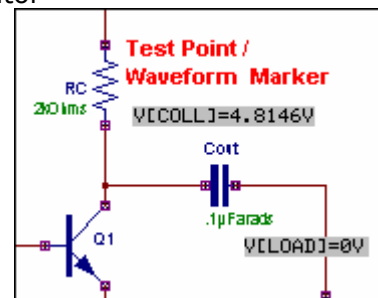 Test Point /
Waveform Marker
RC
2kOhms
V[COLL]=4.8146V
Cout
.1µFarads
Q1
V[LOAD]=0V